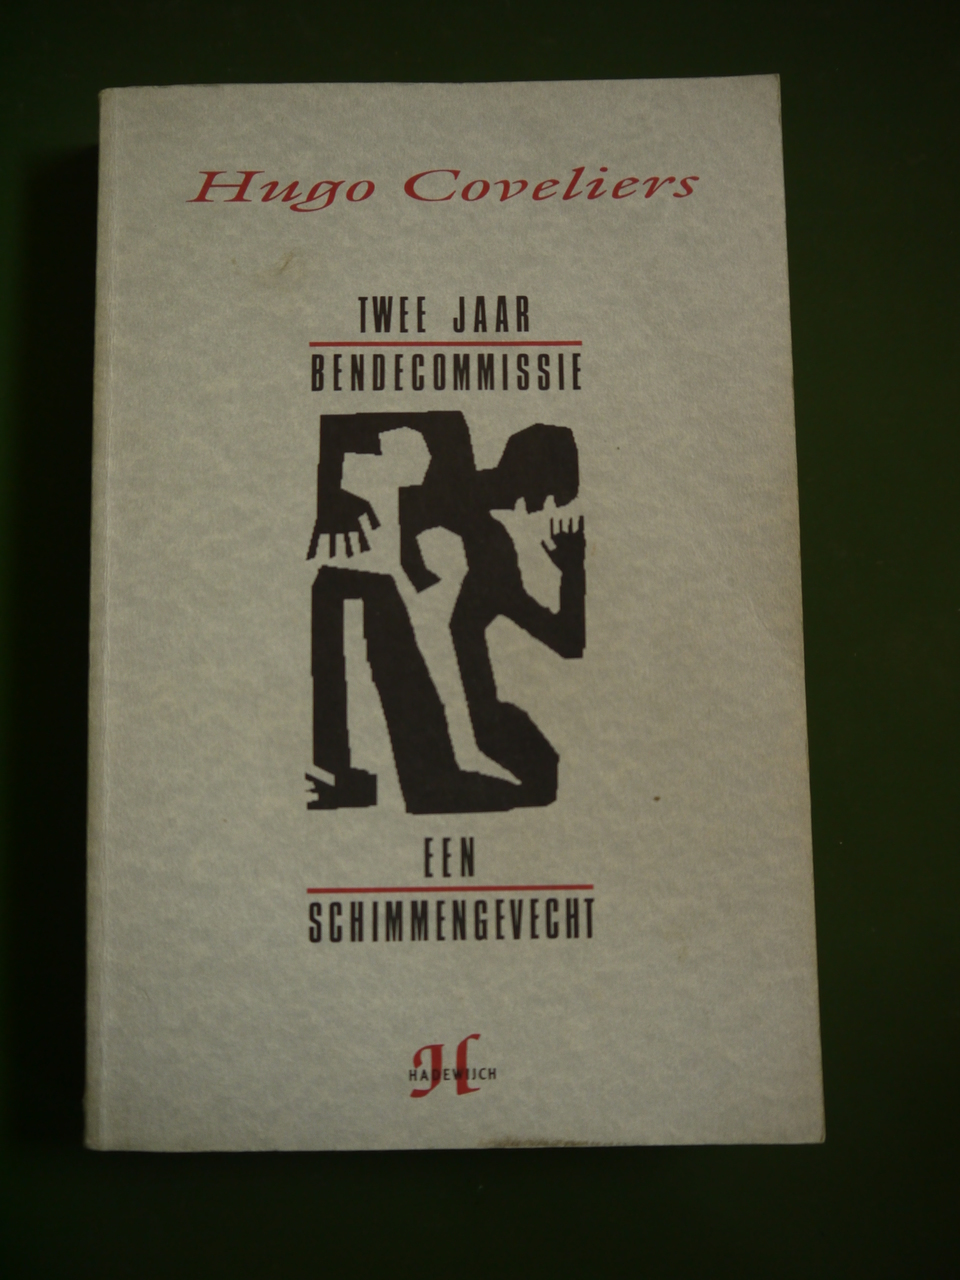 Hugo Coveliers
TWEE JAAR
BENDECOMMISSIE
EEN
SCHIMMENGEVECHT
H
HADEWIJCH